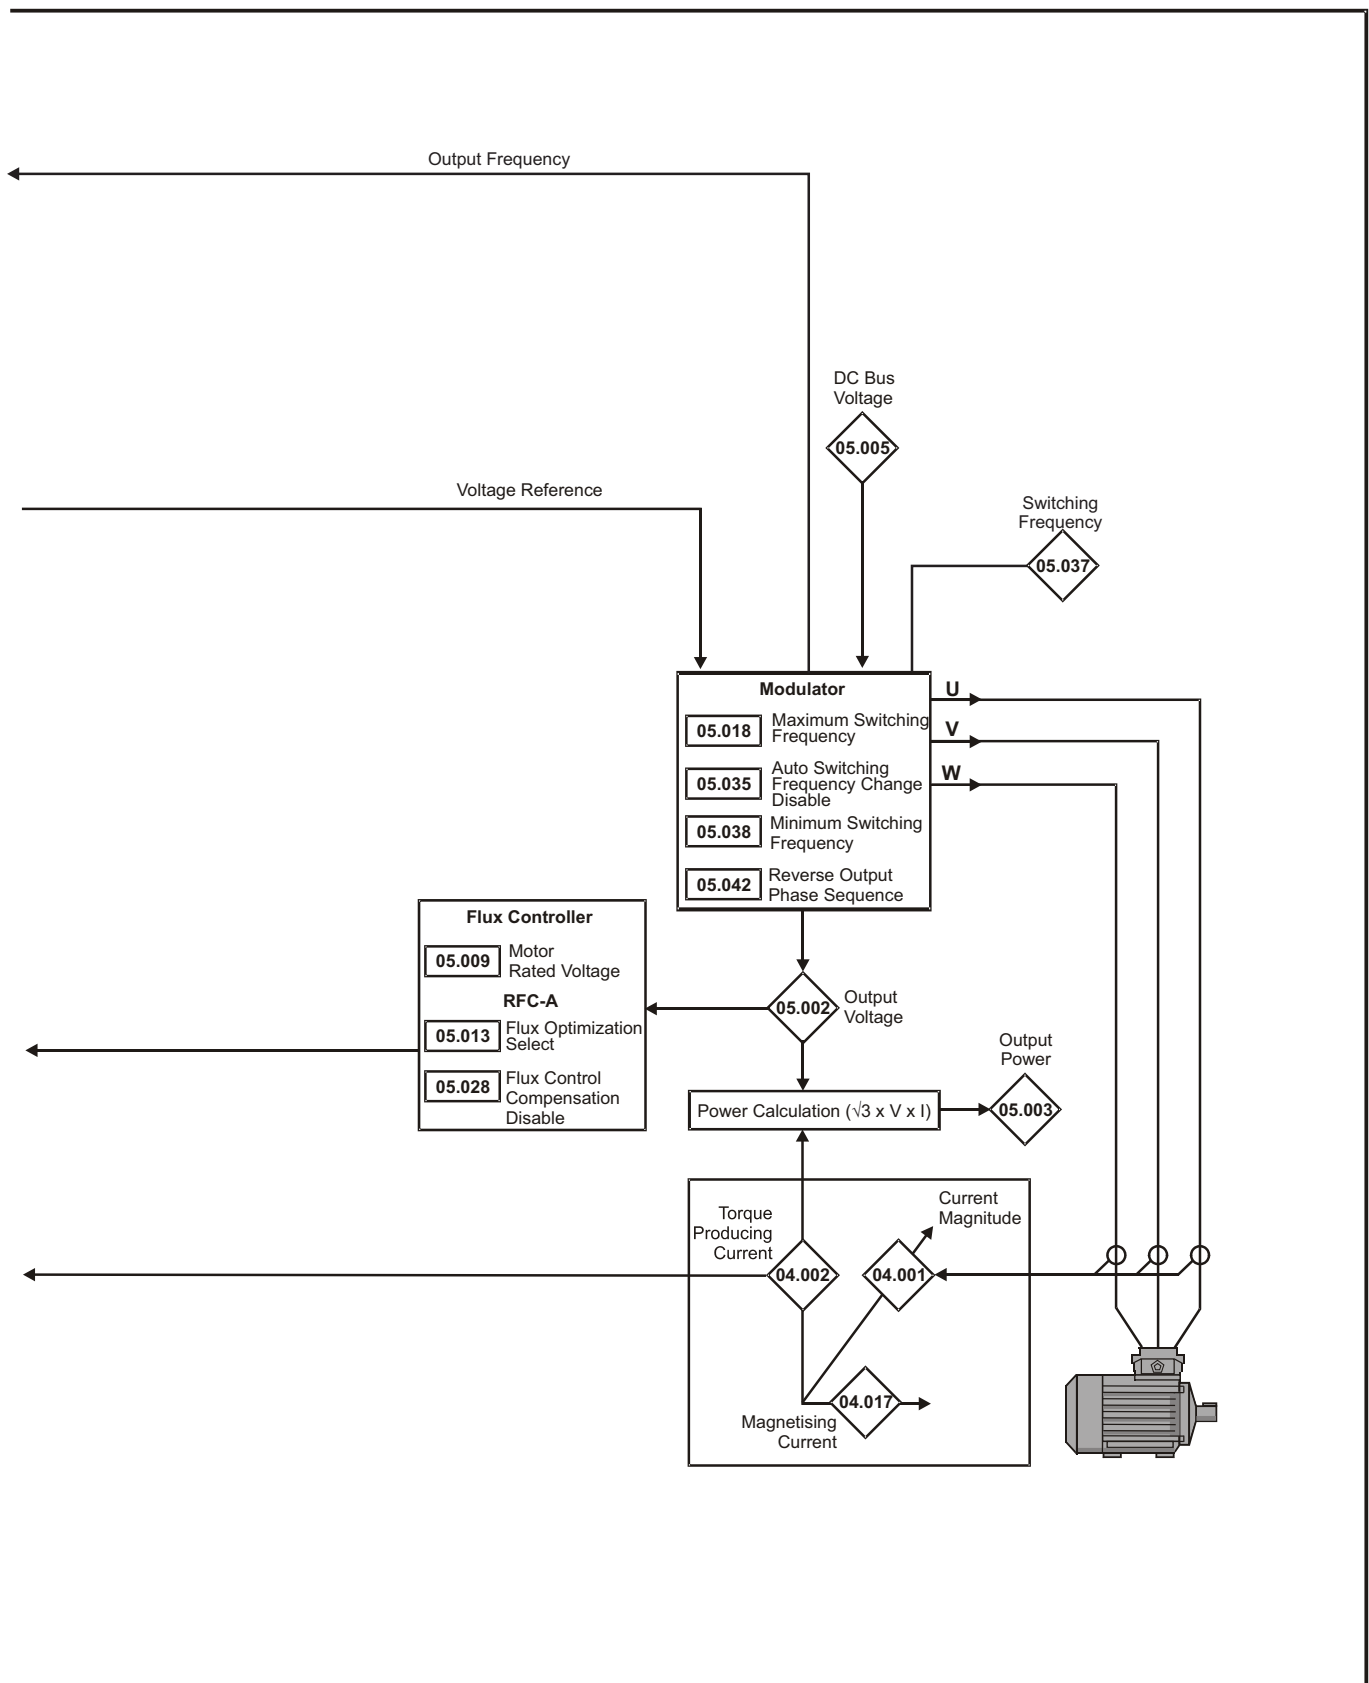 Output Frequency
DC Bus
Voltage
05.005
Voltage Reference
Switching
Frequency
05.037
Modulator
05.018
Maximum Switching
Frequency
05.035
Auto Switching
Frequency Change
Disable
05.038
Minimum Switching
Frequency
05.042
Reverse Output
Phase Sequence
U
V
W
Flux Controller
05.009
Motor
Rated Voltage
RFC-A
05.013
Flux Optimization
Select
05.028
Flux Control
Compensation
Disable
05.002
Output
Voltage
Output
Power
Power Calculation (√3 x V x I)
05.003
Torque
Producing
Current
04.002
Current
Magnitude
04.001
04.017
Magnetising
Current